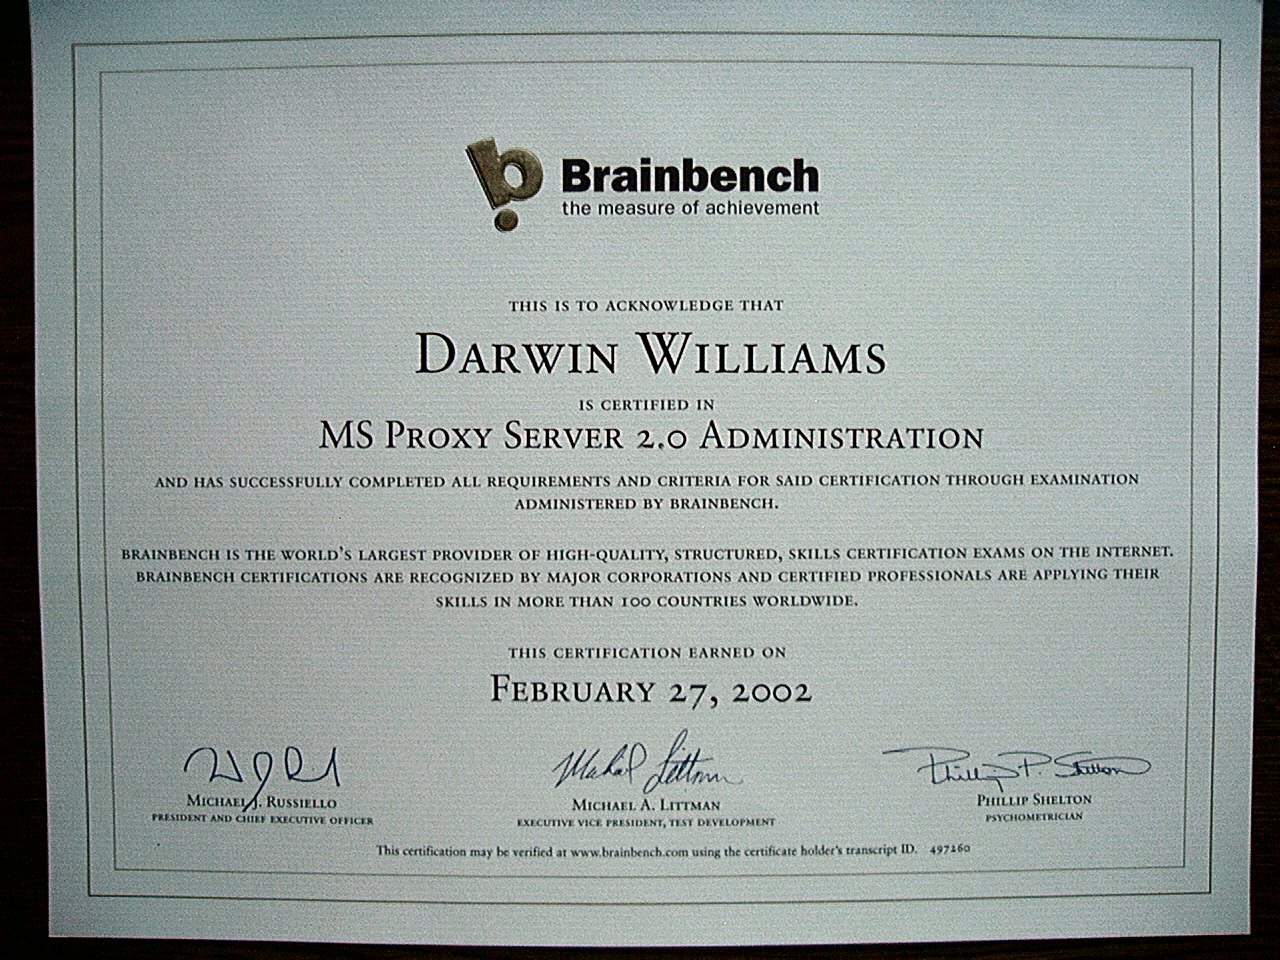 Brainbench
the measure of achievement
THIS IS TO ACKNOWLEDGE THAT
DARWIN WILLIAMS
IS CERTIFIED IN
MS PROXY SERVER 2.0 ADMINISTRATION
AND HAS SUCCESSFULLY COMPLETED ALL REQUIREMENTS AND CRITERIA FOR SAID CERTIFICATION THROUGH EXAMINATION
ADMINISTERED BY BRAINBENCH.
BRAINBENCH IS THE WORLD'S LARGEST PROVIDER OF HIGH-QUALITY, STRUCTURED, SKILLS CERTIFICATION EXAMS ON THE INTERNET.
BRAINBENCH CERTIFICATIONS ARE RECOGNIZED BY MAJOR CORPORATIONS AND CERTIFIED PROFESSIONALS ARE APPLYING THEIR
SKILLS IN MORE THAN 100 COUNTRIES WORLDWIDE.
THIS CERTIFICATION EARNED ON
FEBRUARY 27, 2002
Michael Littman Phillip P. Shelton
MICHAEL J. RUSSIELLO MICHAEL A. LITTMAN PHILLIP SHELTON
PRESIDENT AND CHIEF EXECUTIVE OFFICER EXECUTIVE VICE PRESIDENT, TEST DEVELOPMENT PSYCHOMETRICIAN
This certification may be verified at www.brainbench.com using the certificate holder's transcript ID. 497260